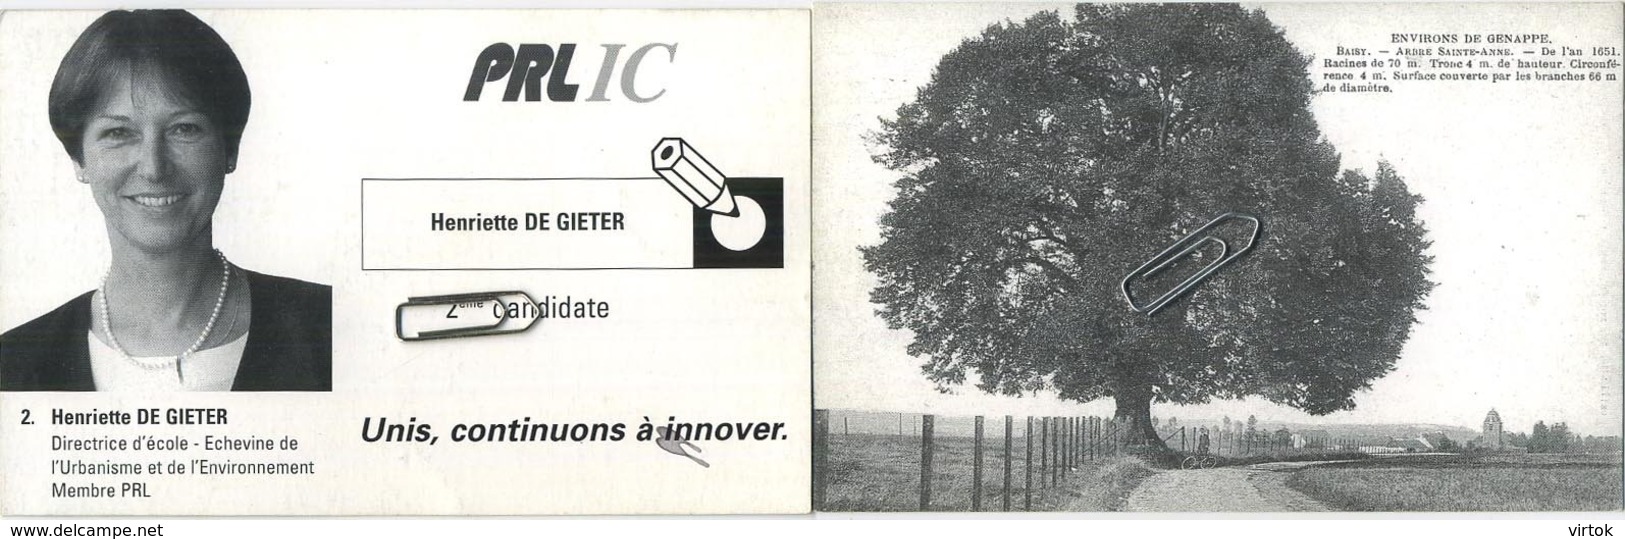 PRL IC
Henriette DE GIETER
2ème candidate
Unis, continuons à innover.
2. Henriette DE GIETER
Directrice d'école - Echevine de
l'Urbanisme et de l'Environnement
Membre PRL
ENVIRONS DE GENAPPE.
BAISY. — ARBRE SAINTE-ANNE. — De l'an 1651.
Racines de 70 m. Tronc 4 m. de hauteur. Circonfé-
rence 4 m. Surface couverte par les branches 66 m
de diamètre.
www.delcampe.net
virtok